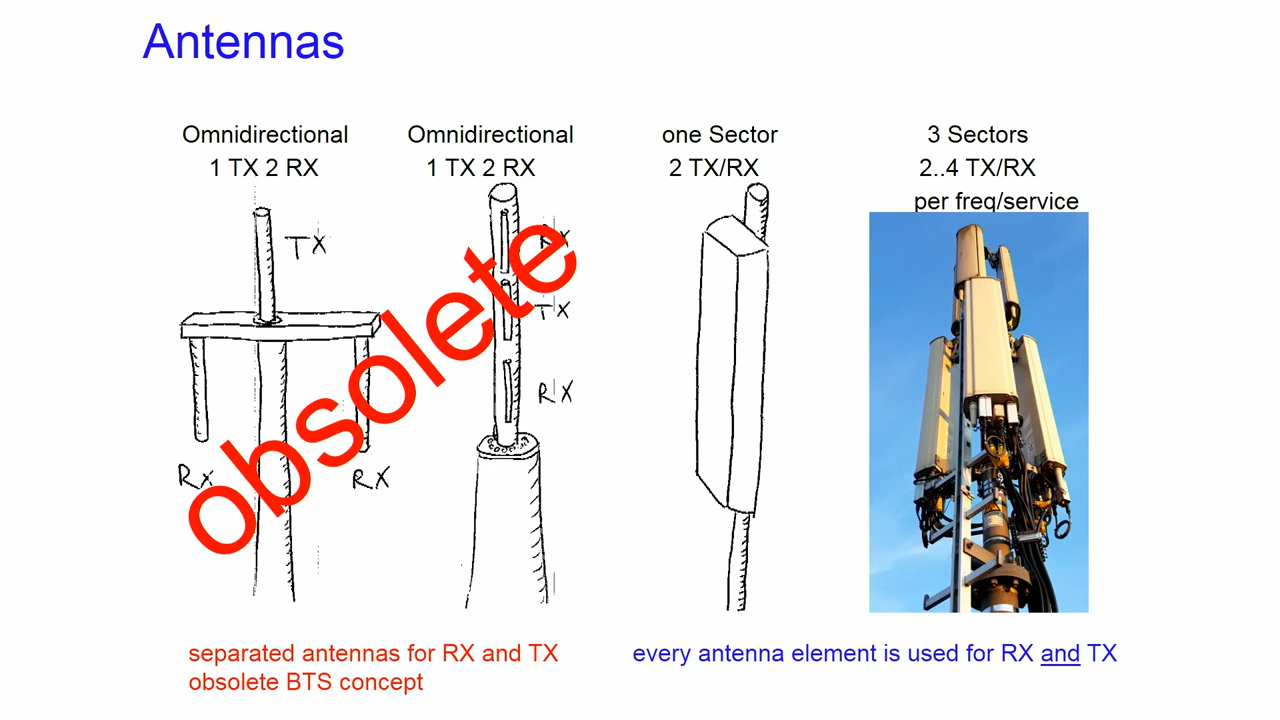 Antennas
Omnidirectional
1 TX 2 RX
Omnidirectional
1 TX 2 RX
one Sector
2 TX/RX
3 Sectors
2..4 TX/RX
per freq/service
TX
RX
RX
RX
TX
RX
obsolete
separated antennas for RX and TX
obsolete BTS concept
every antenna element is used for RX and TX